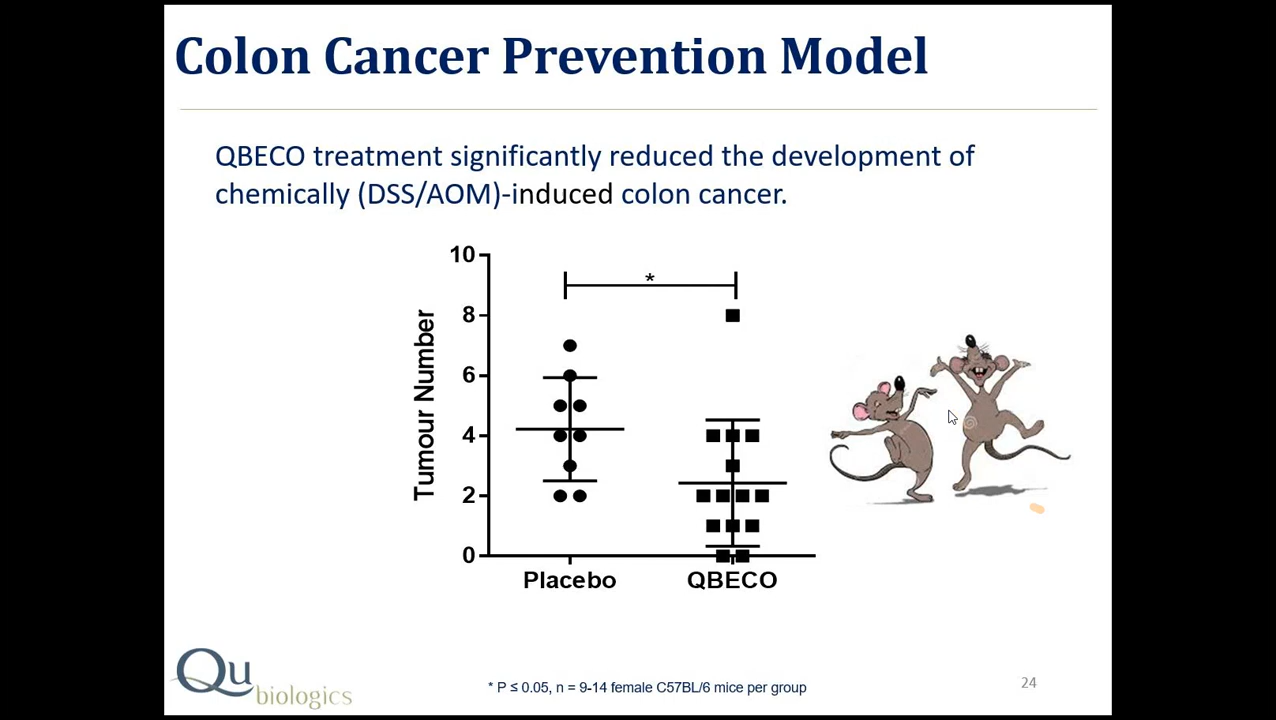 Colon Cancer Prevention Model
QBECO treatment significantly reduced the development of
chemically (DSS/AOM)-induced colon cancer.
10
8
6
4
2
0
Tumour Number
*
Placebo
QBECO
Qu
biologics
* P ≤ 0.05, n = 9-14 female C57BL/6 mice per group
24